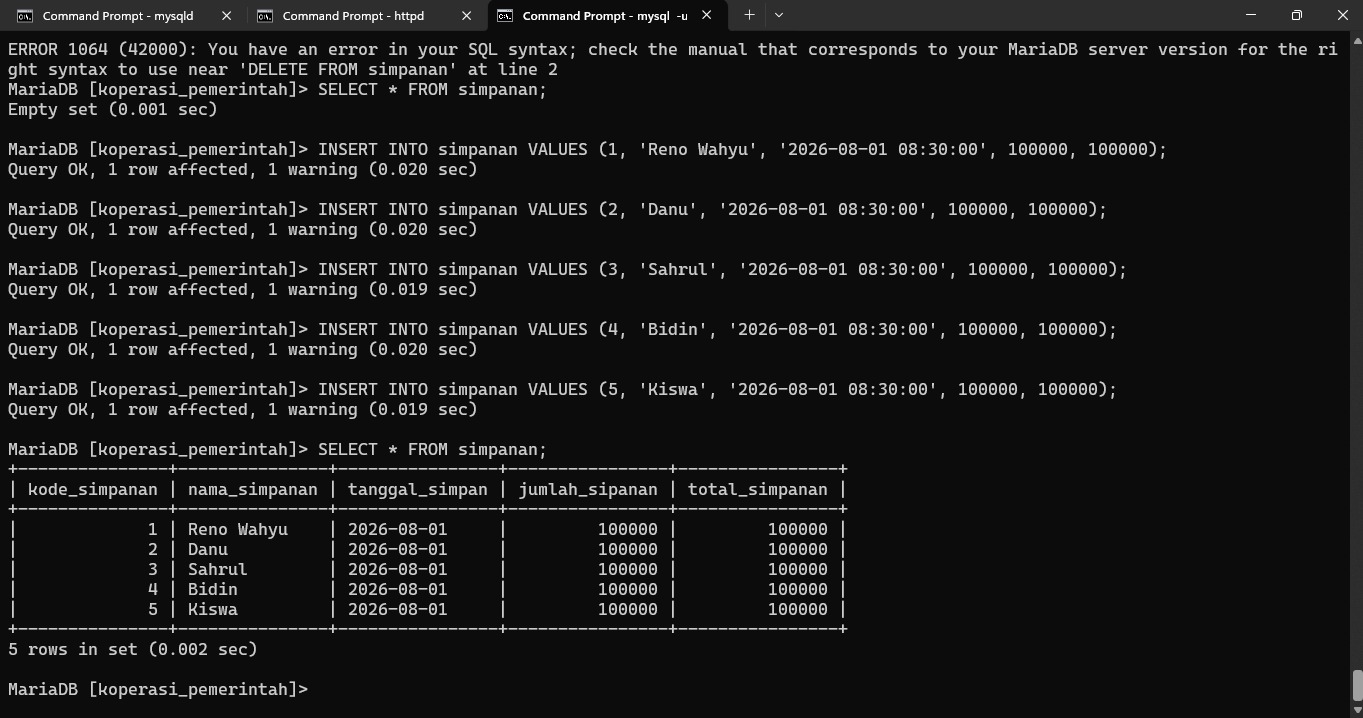 Command Prompt - mysqld
Command Prompt - httpd
Command Prompt - mysql -u
ERROR 1064 (42000): You have an error in your SQL syntax; check the manual that corresponds to your MariaDB server version for the ri
ght syntax to use near 'DELETE FROM simpanan' at line 2
MariaDB [koperasi_pemerintah]> SELECT * FROM simpanan;
Empty set (0.001 sec)
MariaDB [koperasi_pemerintah]> INSERT INTO simpanan VALUES (1, 'Reno Wahyu', '2026-08-01 08:30:00', 100000, 100000);
Query OK, 1 row affected, 1 warning (0.020 sec)
MariaDB [koperasi_pemerintah]> INSERT INTO simpanan VALUES (2, 'Danu', '2026-08-01 08:30:00', 100000, 100000);
Query OK, 1 row affected, 1 warning (0.020 sec)
MariaDB [koperasi_pemerintah]> INSERT INTO simpanan VALUES (3, 'Sahrul', '2026-08-01 08:30:00', 100000, 100000);
Query OK, 1 row affected, 1 warning (0.019 sec)
MariaDB [koperasi_pemerintah]> INSERT INTO simpanan VALUES (4, 'Bidin', '2026-08-01 08:30:00', 100000, 100000);
Query OK, 1 row affected, 1 warning (0.020 sec)
MariaDB [koperasi_pemerintah]> INSERT INTO simpanan VALUES (5, 'Kiswa', '2026-08-01 08:30:00', 100000, 100000);
Query OK, 1 row affected, 1 warning (0.019 sec)
MariaDB [koperasi_pemerintah]> SELECT * FROM simpanan;
+---------------+---------------+----------------+----------------+----------------+
| kode_simpanan | nama_simpanan | tanggal_simpan | jumlah_sipanan | total_simpanan |
+---------------+---------------+----------------+----------------+----------------+
|             1 | Reno Wahyu    | 2026-08-01     |         100000 |         100000 |
|             2 | Danu          | 2026-08-01     |         100000 |         100000 |
|             3 | Sahrul        | 2026-08-01     |         100000 |         100000 |
|             4 | Bidin         | 2026-08-01     |         100000 |         100000 |
|             5 | Kiswa         | 2026-08-01     |         100000 |         100000 |
+---------------+---------------+----------------+----------------+----------------+
5 rows in set (0.002 sec)
MariaDB [koperasi_pemerintah]>